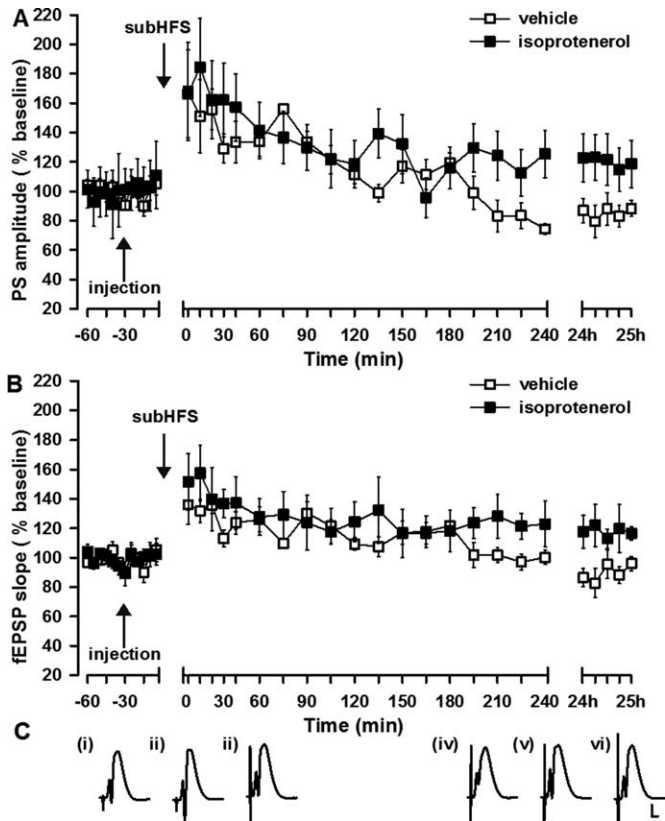 A
subHFS
vehicle
isoprotenerol
PS amplitude ( % baseline)
220
200
180
160
140
120
100
80
60
40
20
injection
-60 -30 0 30 60 90 120 150 180 210 240 24h 25h
Time (min)
B
subHFS
vehicle
isoprotenerol
fEPSP slope ( % baseline)
220
200
180
160
140
120
100
80
60
40
20
injection
-60 -30 0 30 60 90 120 150 180 210 240 24h 25h
Time (min)
C
(i) ii) ii) (iv) (v) vi)